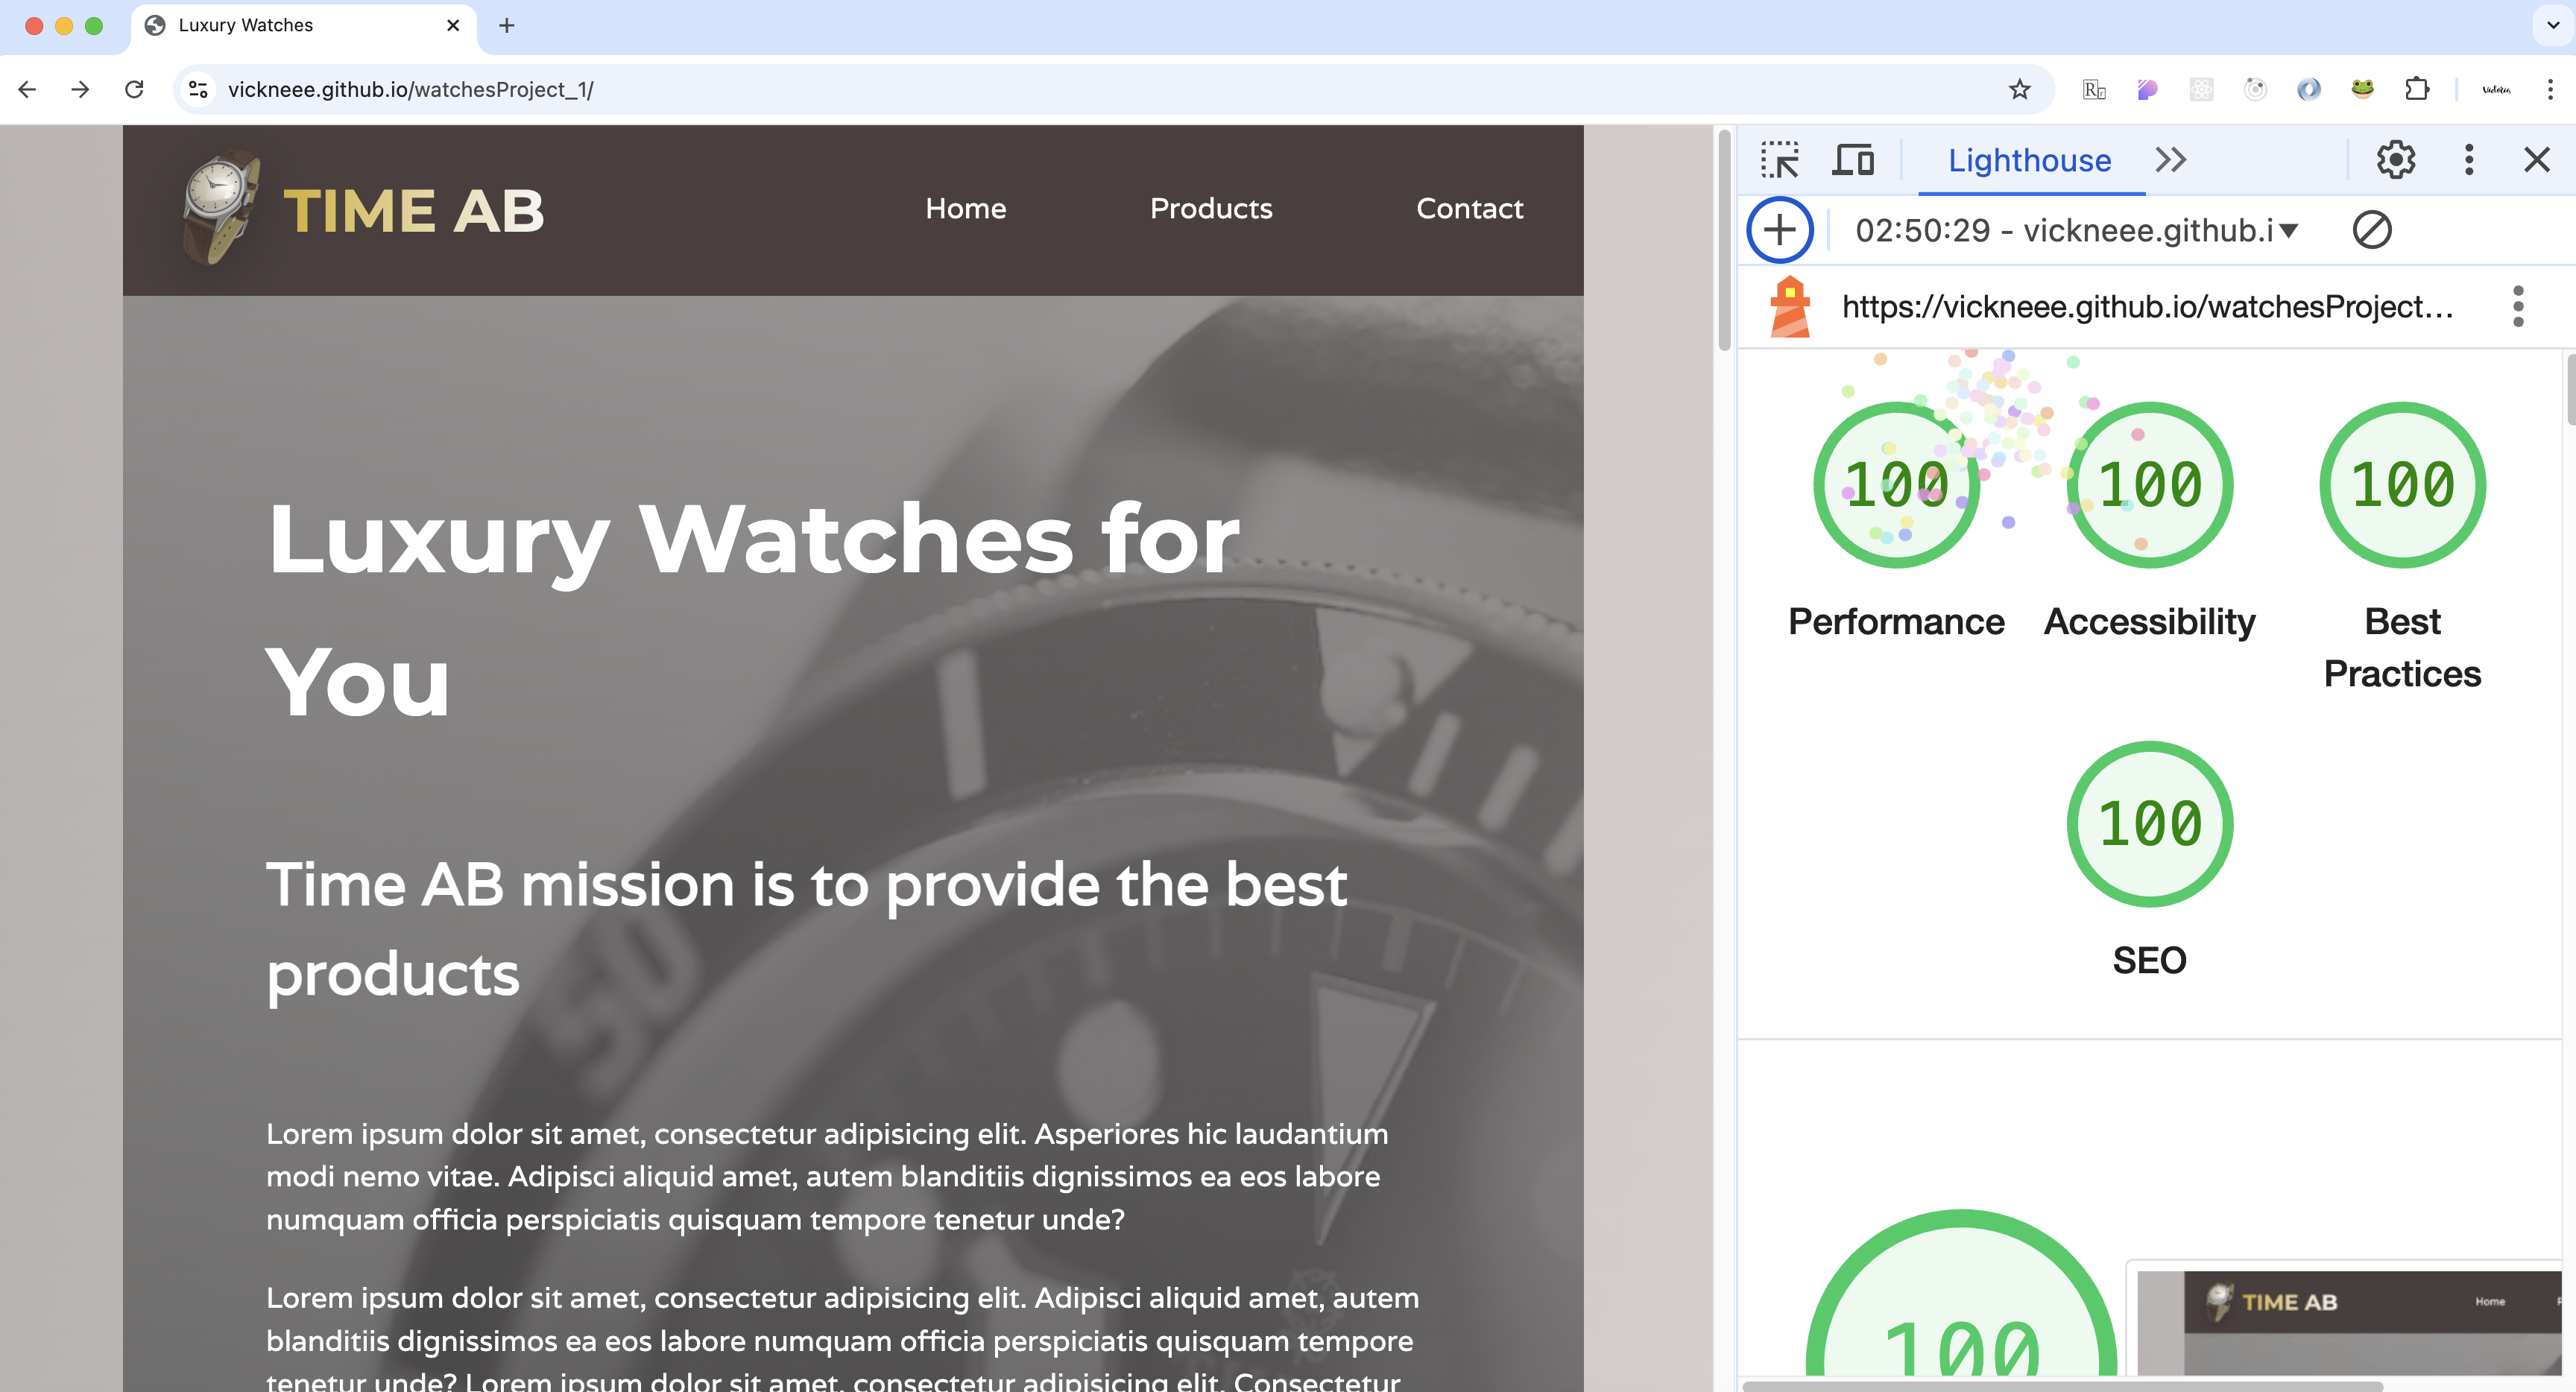 Luxury Watches
vickneee.github.io/watchesProject_1/
Victoria
TIME AB
Home
Products
Contact
Luxury Watches for
You
Time AB mission is to provide the best
products
Lorem ipsum dolor sit amet, consectetur adipisicing elit. Asperiores hic laudantium
modi nemo vitae. Adipisci aliquid amet, autem blanditiis dignissimos ea eos labore
numquam officia perspiciatis quisquam tempore tenetur unde?
Lorem ipsum dolor sit amet, consectetur adipisicing elit. Adipisci aliquid amet, autem
blanditiis dignissimos ea eos labore numquam officia perspiciatis quisquam tempore
tenetur unde? Lorem ipsum dolor sit amet, consectetur adipisicing elit. Consectetur
50
Lighthouse
02:50:29 - vickneee.github.i
https://vickneee.github.io/watchesProject...
100
100
100
Performance
Accessibility
Best
Practices
100
SEO
100
TIME AB
Home